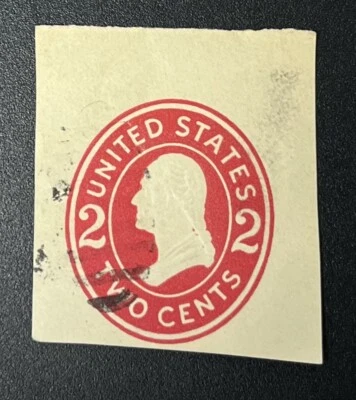 UNITED STATES
2 2
TWO CENTS